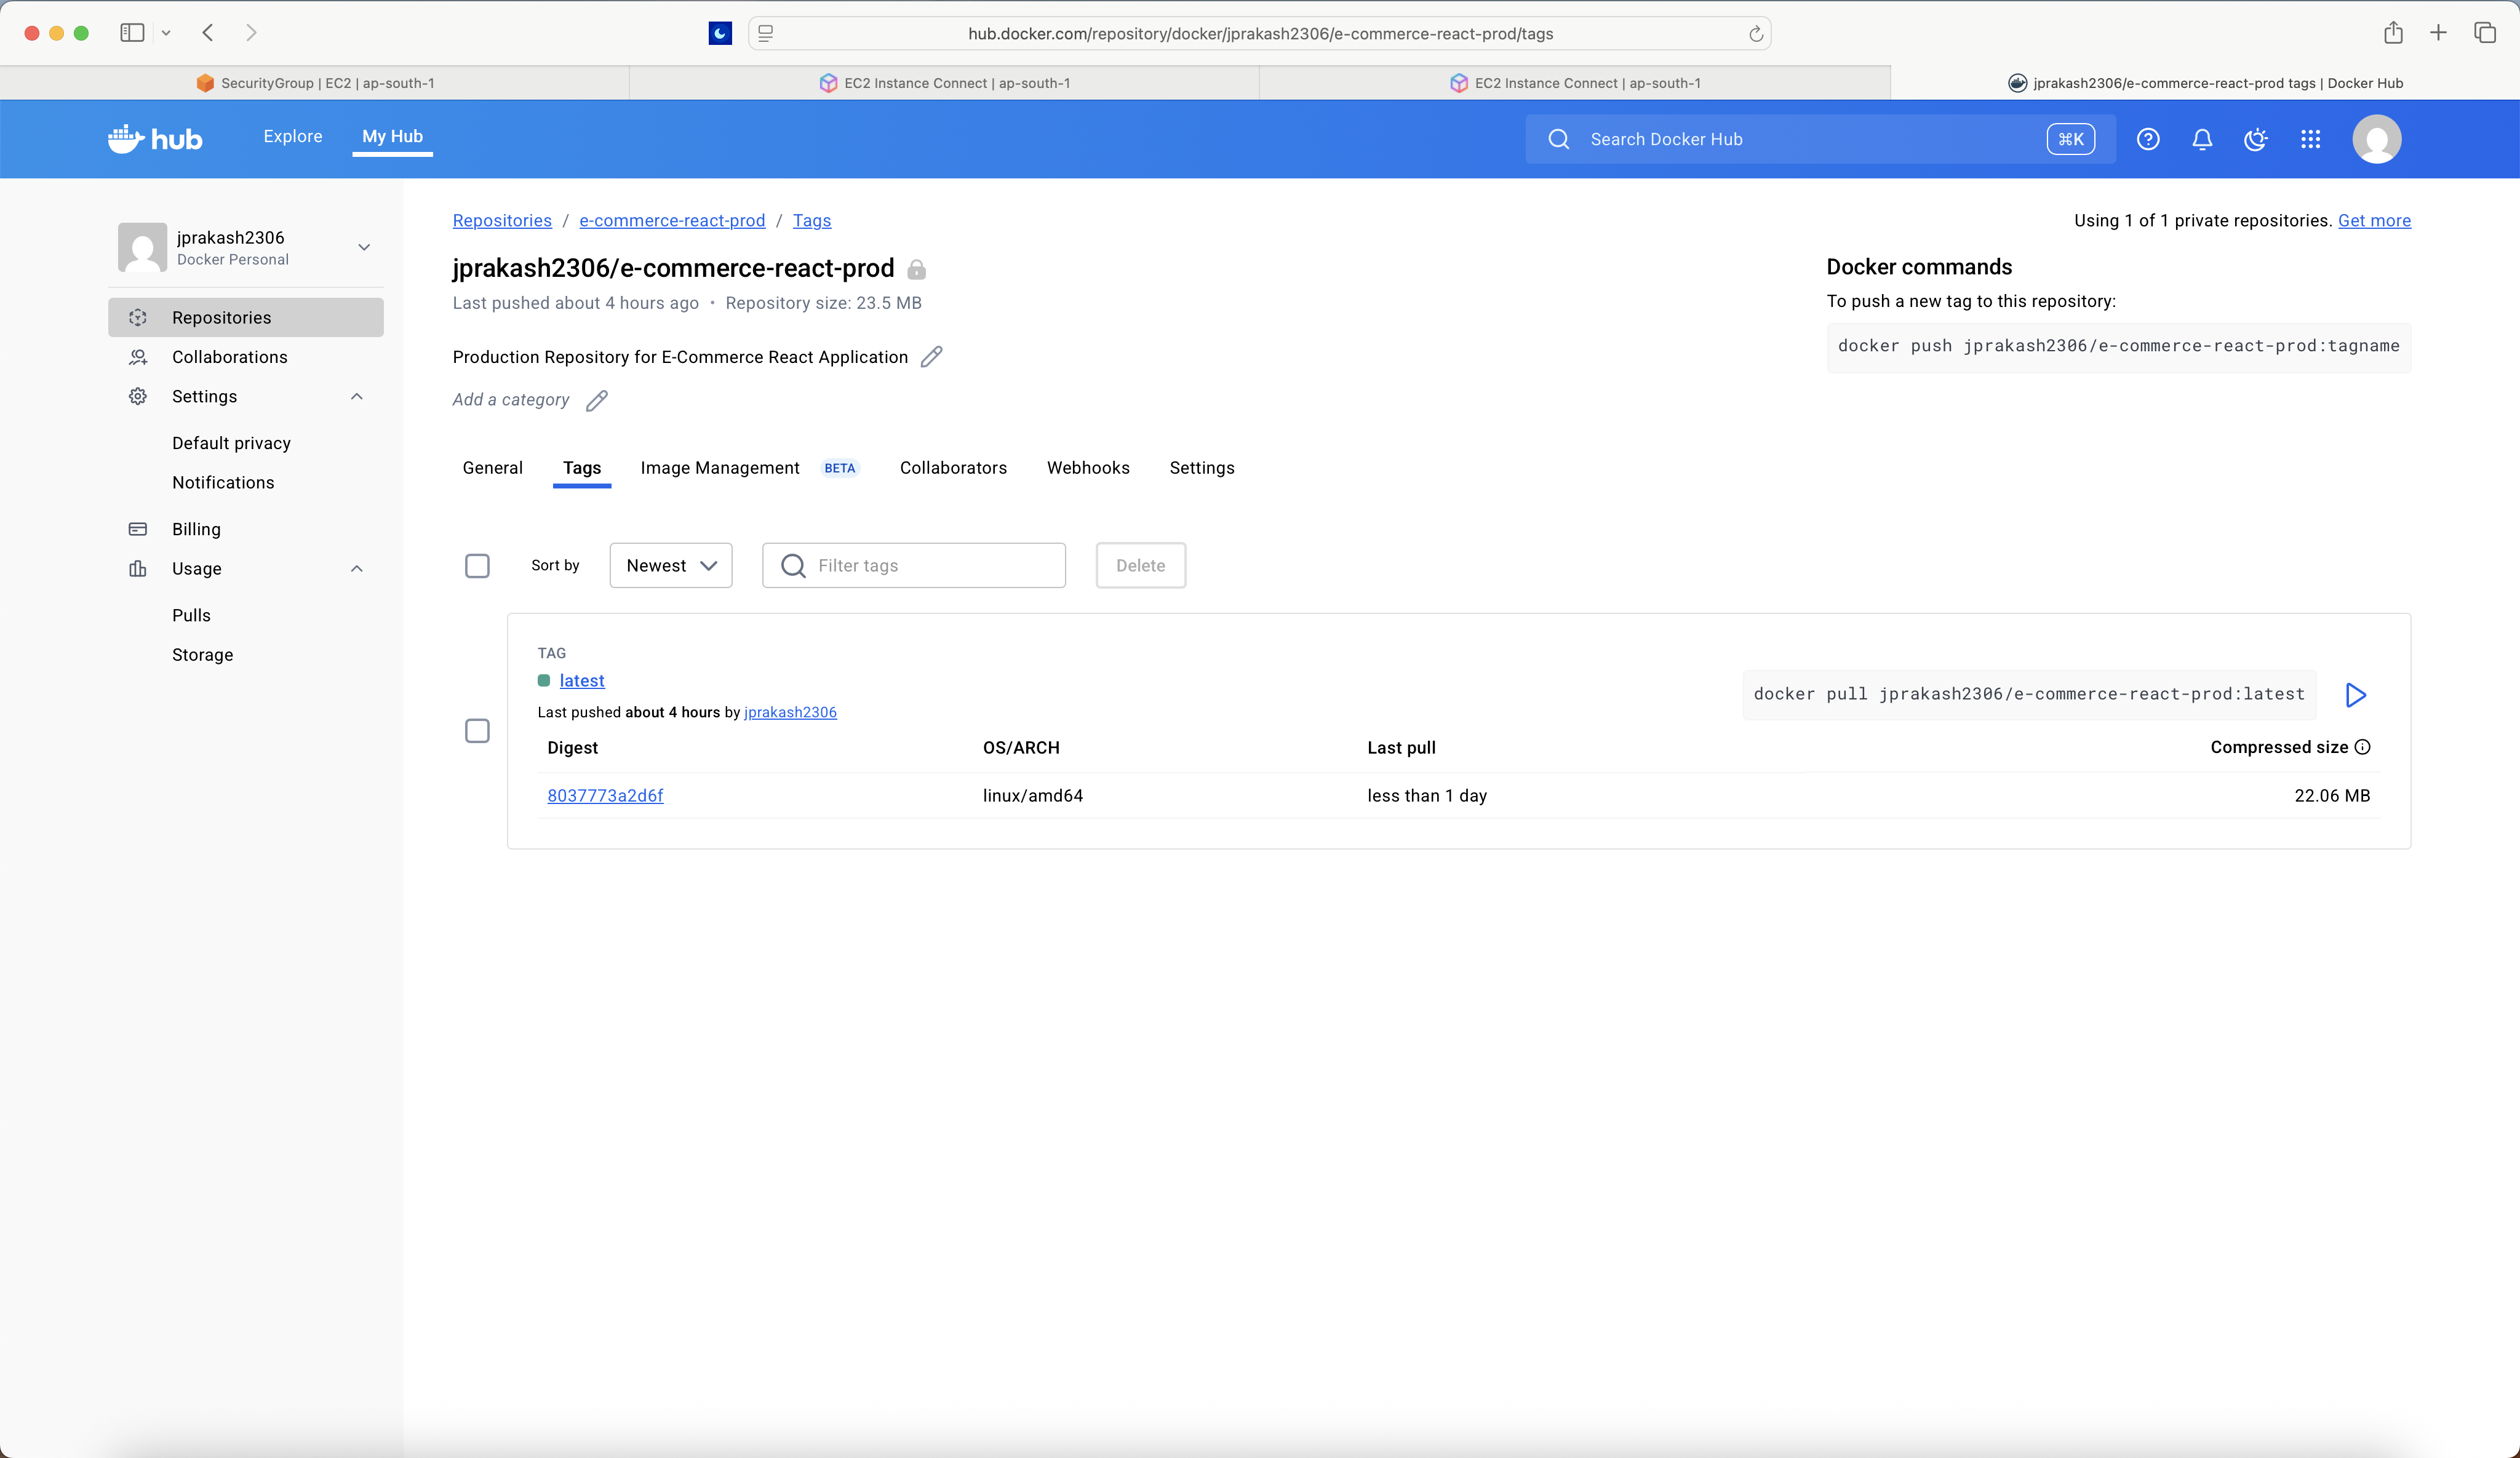 hub.docker.com/repository/docker/jprakash2306/e-commerce-react-prod/tags
SecurityGroup | EC2 | ap-south-1
EC2 Instance Connect | ap-south-1
EC2 Instance Connect | ap-south-1
jprakash2306/e-commerce-react-prod tags | Docker Hub
hub
Explore
My Hub
Search Docker Hub
⌘K
jprakash2306
Docker Personal
Repositories
Collaborations
Settings
Default privacy
Notifications
Billing
Usage
Pulls
Storage
Repositories / e-commerce-react-prod / Tags
Using 1 of 1 private repositories. Get more
jprakash2306/e-commerce-react-prod
Last pushed about 4 hours ago • Repository size: 23.5 MB
Production Repository for E-Commerce React Application
Add a category
Docker commands
To push a new tag to this repository:
docker push jprakash2306/e-commerce-react-prod:tagname
General Tags Image Management BETA Collaborators Webhooks Settings
Sort by Newest Filter tags Delete
TAG
latest
Last pushed about 4 hours by jprakash2306
docker pull jprakash2306/e-commerce-react-prod:latest
Digest OS/ARCH Last pull Compressed size
8037773a2d6f linux/amd64 less than 1 day 22.06 MB